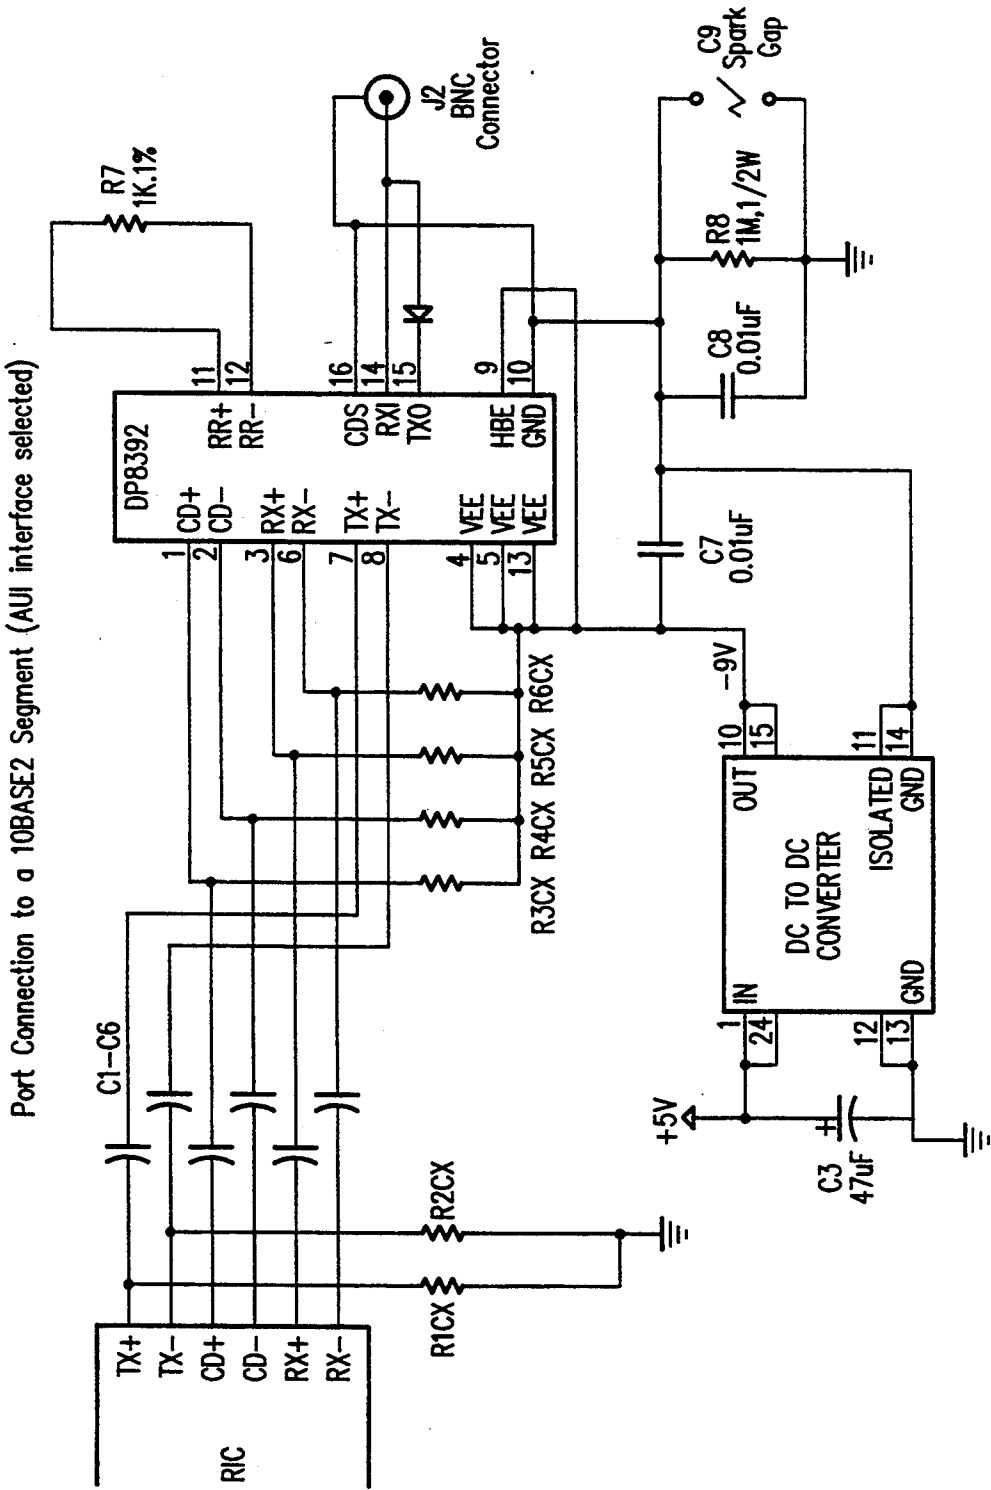 Port Connection to a 10BASE2 Segment (AUI interface selected)
RIC
TX+
TX-
CD+
CD-
RX+
RX-
C1-C6
R1CX
R2CX
R3CX R4CX R5CX R6CX
DP8392
1 CD+
2 CD-
3 RX+
6 RX-
7 TX+
8 TX-
4 VEE
5 VEE
13 VEE
RR+ 11
RR- 12
CDS 16
RXI 14
TXO 15
HBE 9
GND 10
R7
1K.1%
J2
BNC
Connector
+5V
C3
47uF
+
1 IN
24
12
13 GND
DC TO DC
CONVERTER
OUT 10
15
ISOLATED 11
GND 14
-9V
C7
0.01uF
C8
0.01uF
R8
1M,1/2W
C9
Spark
Gap